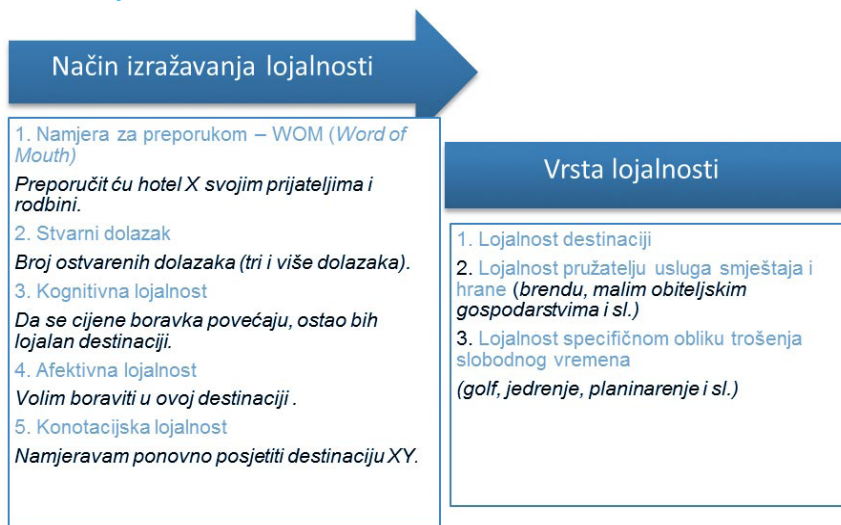 Način izražavanja lojalnosti
1. Namjera za preporukom – WOM (Word of
Mouth)
Preporučit ću hotel X svojim prijateljima i
rodbini.
2. Stvarni dolazak
Broj ostvarenih dolazaka (tri i više dolazaka).
3. Kognitivna lojalnost
Da se cijene boravka povećaju, ostao bih
lojalan destinaciji.
4. Afektivna lojalnost
Volim boraviti u ovoj destinaciji .
5. Konotacijska lojalnost
Namjeravam ponovno posjetiti destinaciju XY.
Vrsta lojalnosti
1. Lojalnost destinaciji
2. Lojalnost pružatelju usluga smještaja i
hrane (brendu, malim obiteljskim
gospodarstvima i sl.)
3. Lojalnost specifičnom obliku trošenja
slobodnog vremena
(golf, jedrenje, planinarenje i sl.)